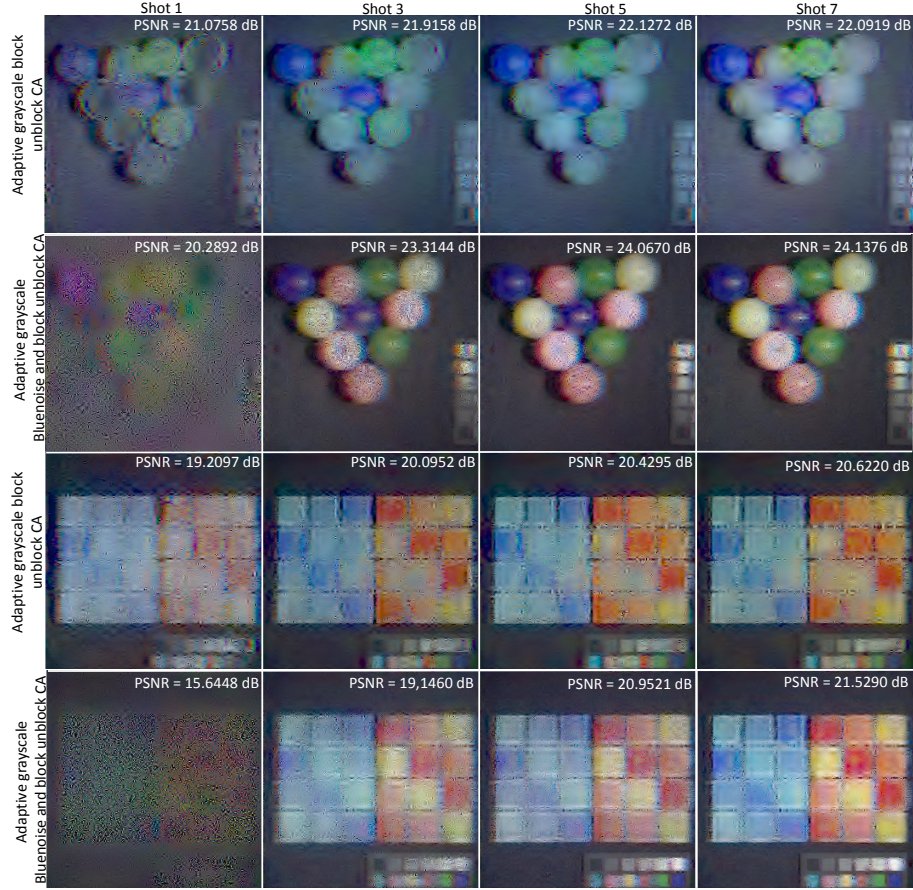 Shot 1
Shot 3
Shot 5
Shot 7
Adaptive grayscale block
unblock CA
PSNR = 21.0758 dB
PSNR = 21.9158 dB
PSNR = 22.1272 dB
PSNR = 22.0919 dB
Adaptive grayscale
Bluenoise and block unblock CA
PSNR = 20.2892 dB
PSNR = 23.3144 dB
PSNR = 24.0670 dB
PSNR = 24.1376 dB
Adaptive grayscale block
unblock CA
PSNR = 19.2097 dB
PSNR = 20.0952 dB
PSNR = 20.4295 dB
PSNR = 20.6220 dB
Adaptive grayscale
Bluenoise and block unblock CA
PSNR = 15.6448 dB
PSNR = 19,1460 dB
PSNR = 20.9521 dB
PSNR = 21.5290 dB